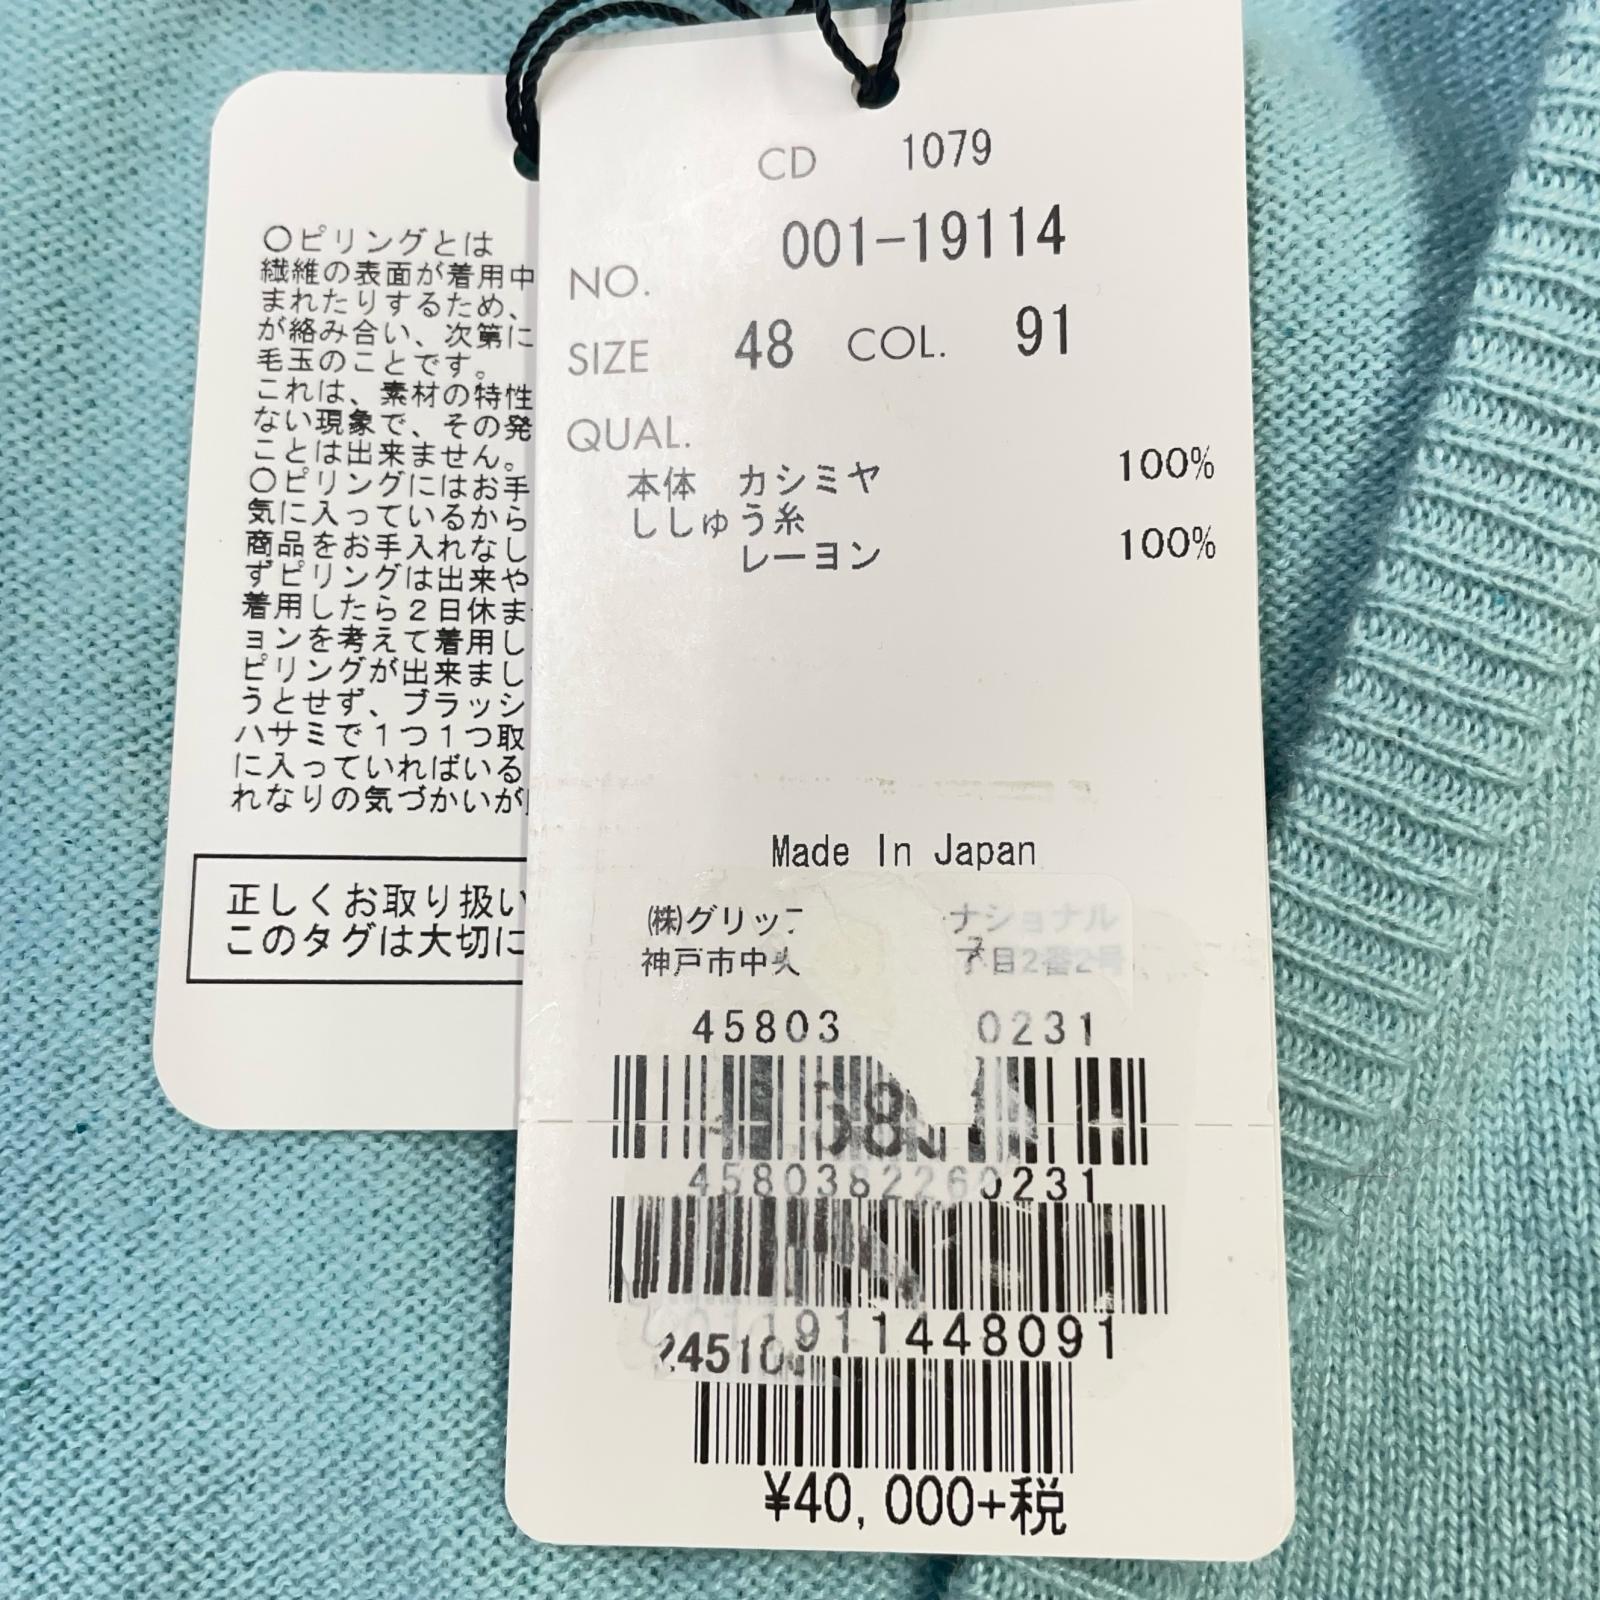 〇ピリングとは
繊維の表面が着用中
まれたりするため、
が絡み合い、次第に
毛玉のことです。
これは、素材の特性
ない現象で、その発
ことは出来ません。
〇ピリングにはお手
気に入っているから
商品をお手入れなし
ずピリングは出来や
着用したら2日休ま
ョンを考えて着用し
ピリングが出来まし
うとせず、ブラッシ
ハサミで1つ1つ取
に入っていればいる
れなりの気づかいが
正しくお取り扱い
このタグは大切に
CD 1079
NO. 001-19114
SIZE 48 COL. 91
QUAL.
本体 カシミヤ 100%
ししゅう糸
レーヨン 100%
Made In Japan
㈱グリッ ナショナル
神戸市中央 丁目2番2号
45803 0231
4580382260231
911448091
24510
¥40,000+税